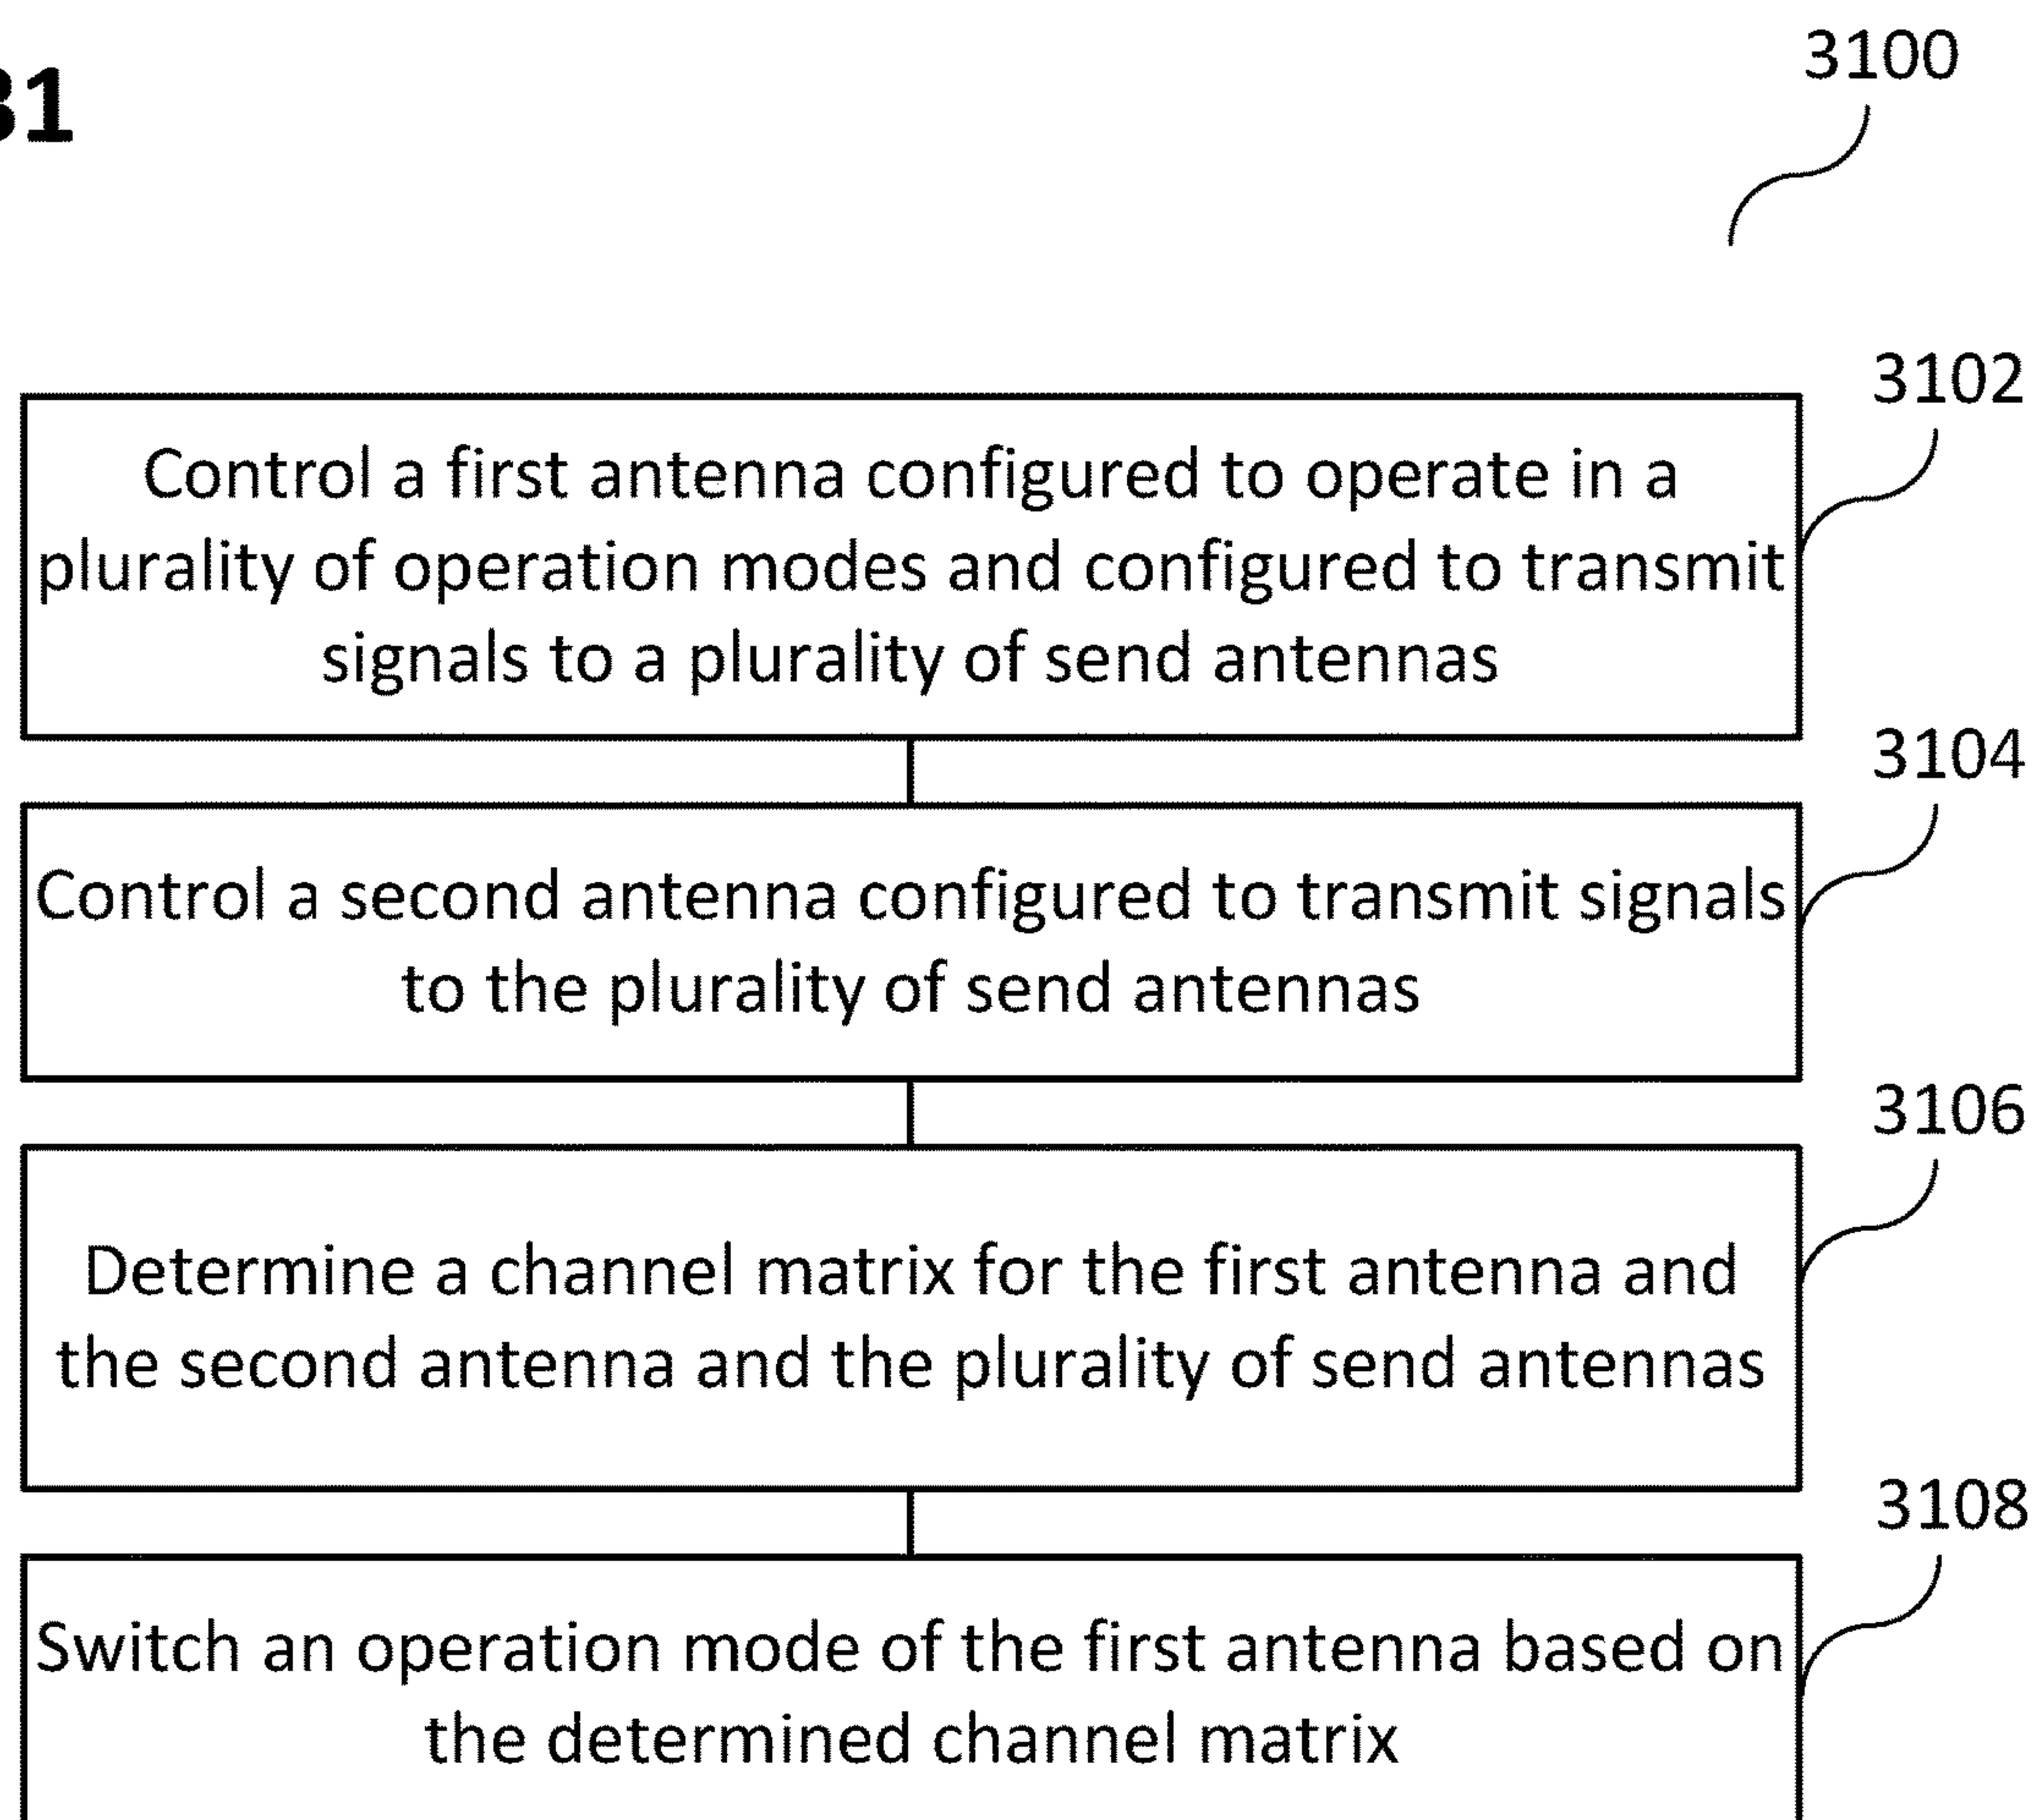 31
3100
3102
Control a first antenna configured to operate in a
plurality of operation modes and configured to transmit
signals to a plurality of send antennas
3104
Control a second antenna configured to transmit signals
to the plurality of send antennas
3106
Determine a channel matrix for the first antenna and
the second antenna and the plurality of send antennas
3108
Switch an operation mode of the first antenna based on
the determined channel matrix